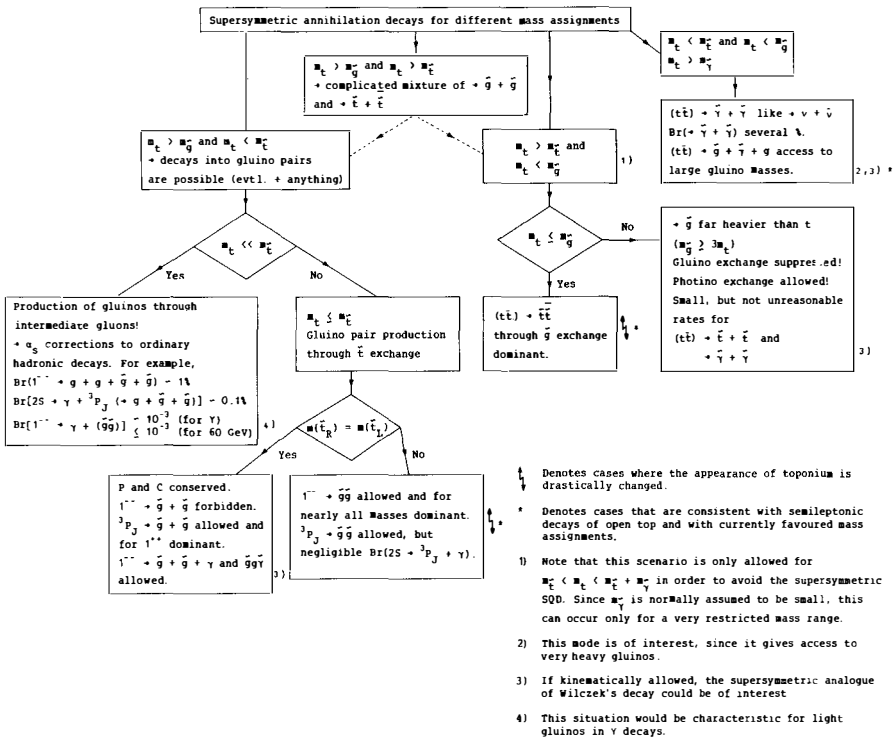 Supersymmetric annihilation decays for different mass assignments
m_t > m_g̃ and m_t > m_t̃
→ complicated mixture of → g̃ + g̃
and → t̃ + t̃̄
m_t < m_t̃ and m_t < m_g̃
m_t > m_γ̃
(tt̄) → γ̃ + γ̃ like → ν + ν̄
Br(→ γ̃ + γ̃) several %.
(tt̄) → g̃ + γ̃ + g access to
large gluino masses.
2,3) *
m_t > m_g̃ and m_t < m_t̃
→ decays into gluino pairs
are possible (evtl. + anything)
m_t > m_t̃ and
m_t < m_g̃
1)
m_t << m_t̃
Yes
No
m_t ≤ m_g̃
No
Yes
→ g̃ far heavier than t
(m_g̃ ≥ 3m_t)
Gluino exchange suppressed!
Photino exchange allowed!
Small, but not unreasonable
rates for
(tt̄) → t̃ + t̃ and
→ γ̃ + γ̃
3)
Production of gluinos through
intermediate gluons!
→ α_s corrections to ordinary
hadronic decays. For example,
Br(1⁻⁻ → g + g + g̃ + g̃) ~ 1%
Br[2S → γ + ³P_J (→ g + g̃ + g̃)] ~ 0.1%
Br[1⁻⁻ → γ + (g̃g̃)] ~ 10⁻³ (for Υ)
≤ 10⁻³ (for 60 GeV)
4)
m_t ≤ m_t̃
Gluino pair production
through t̃ exchange
(tt̄) → t̃t̃̄
through g̃ exchange
dominant.
*
m(t̃_R) = m(t̃_L)
Yes
No
P and C conserved.
1⁻⁻ → g̃ + g̃ forbidden.
³P_J → g̃ + g̃ allowed and
for 1⁺⁺ dominant.
1⁻⁻ → g̃ + g̃ + γ and g̃g̃γ̃
allowed.
3)
1⁻⁻ → g̃g̃ allowed and for
nearly all masses dominant.
³P_J → g̃g̃ allowed, but
negligible Br(2S → ³P_J + γ).
*
Denotes cases where the appearance of toponium is
drastically changed.
* Denotes cases that are consistent with semileptonic
decays of open top and with currently favoured mass
assignments.
1) Note that this scenario is only allowed for
m_t̃ < m_t < m_t̃ + m_γ̃ in order to avoid the supersymmetric
SQD. Since m_γ̃ is normally assumed to be small, this
can occur only for a very restricted mass range.
2) This mode is of interest, since it gives access to
very heavy gluinos.
3) If kinematically allowed, the supersymmetric analogue
of Wilczek's decay could be of interest
4) This situation would be characteristic for light
gluinos in Υ decays.